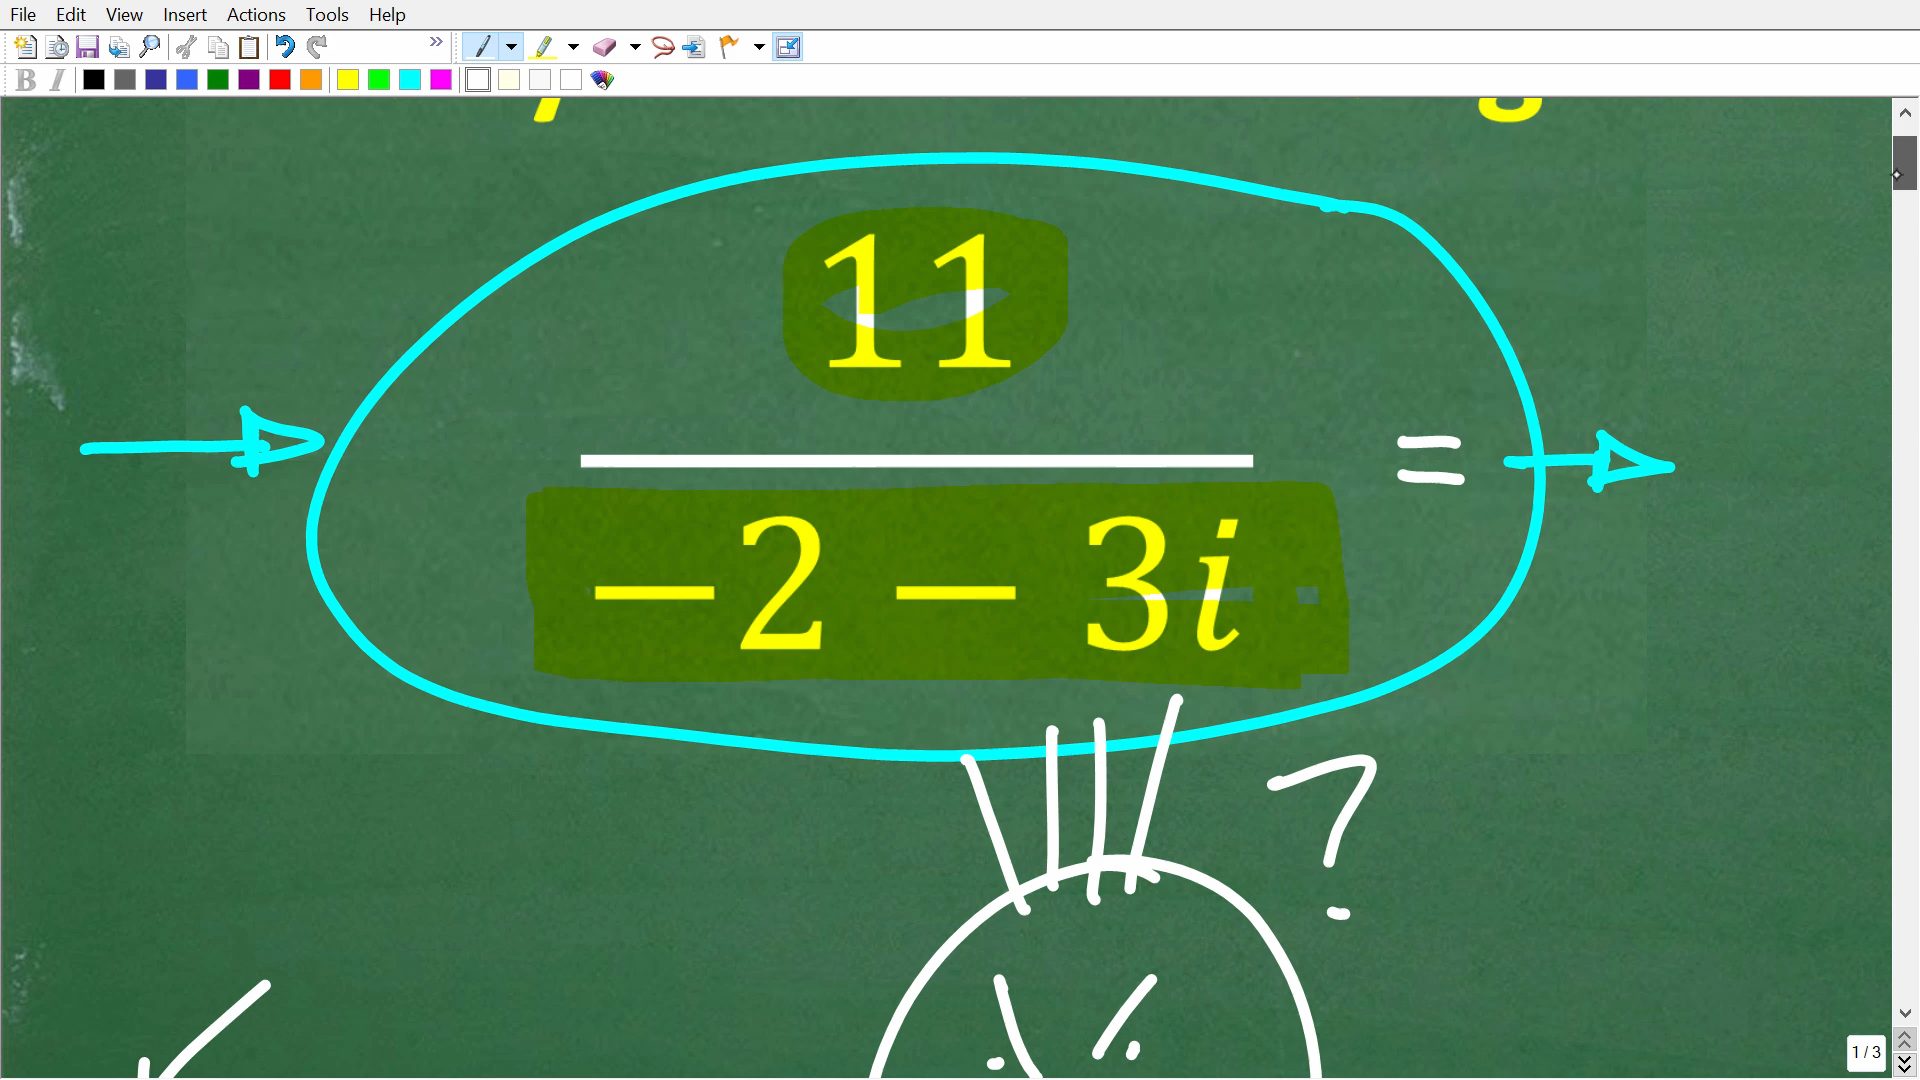 File Edit View Insert Actions Tools Help
B I
11
=
−2 − 3i
?
1 / 3